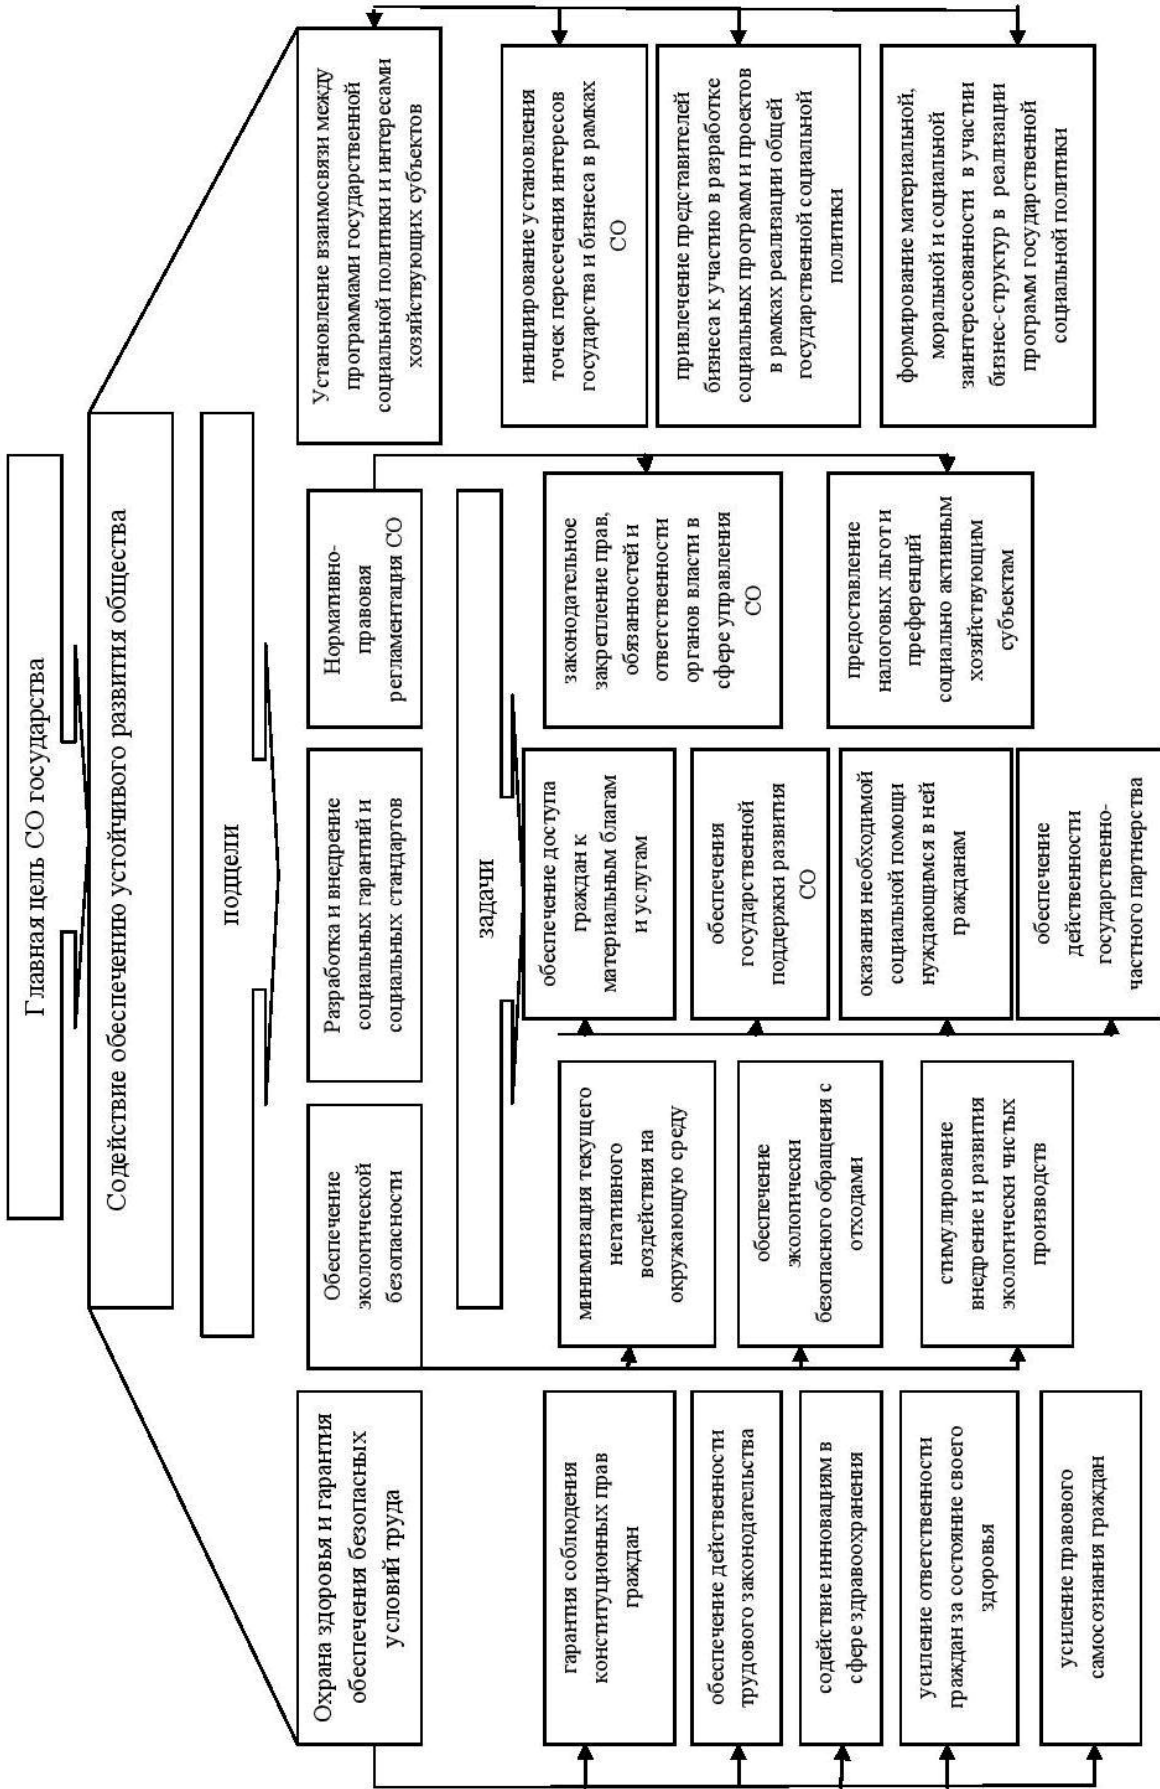 Главная цель СО государства
Содействие обеспечению устойчивого развития общества
подцели
Охрана здоровья и гарантия
обеспечения безопасных
условий труда
Обеспечение
экологической
безопасности
Разработка и внедрение
социальных гарантий и
социальных стандартов
Нормативно-
правовая
регламентация СО
Установление взаимосвязи между
программами государственной
социальной политики и интересами
хозяйствующих субъектов
задачи
гарантия соблюдения
конституционных прав
граждан
обеспечение действенности
трудового законодательства
содействие инновациям в
сфере здравоохранения
усиление ответственности
граждан за состояние своего
здоровья
усиление правового
самосознания граждан
минимизация текущего
негативного
воздействия на
окружающую среду
обеспечение
экологически
безопасного обращения с
отходами
стимулирование
внедрение и развития
экологически чистых
производств
обеспечение доступа
граждан к
материальным благам
и услугам
обеспечения
государственной
поддержки развития
СО
оказания необходимой
социальной помощи
нуждающимся в ней
гражданам
обеспечение
действенности
государственно-
частного партнерства
законодательное
закрепление прав,
обязанностей и
ответственности
органов власти в
сфере управления
СО
предоставление
налоговых льгот и
преференций
социально активным
хозяйствующим
субъектам
инициирование установления
точек пересечения интересов
государства и бизнеса в рамках
СО
привлечение представителей
бизнеса к участию в разработке
социальных программ и проектов
в рамках реализации общей
государственной социальной
политики
формирование материальной,
моральной и социальной
заинтересованности в участии
бизнес-структур в реализации
программ государственной
социальной политики